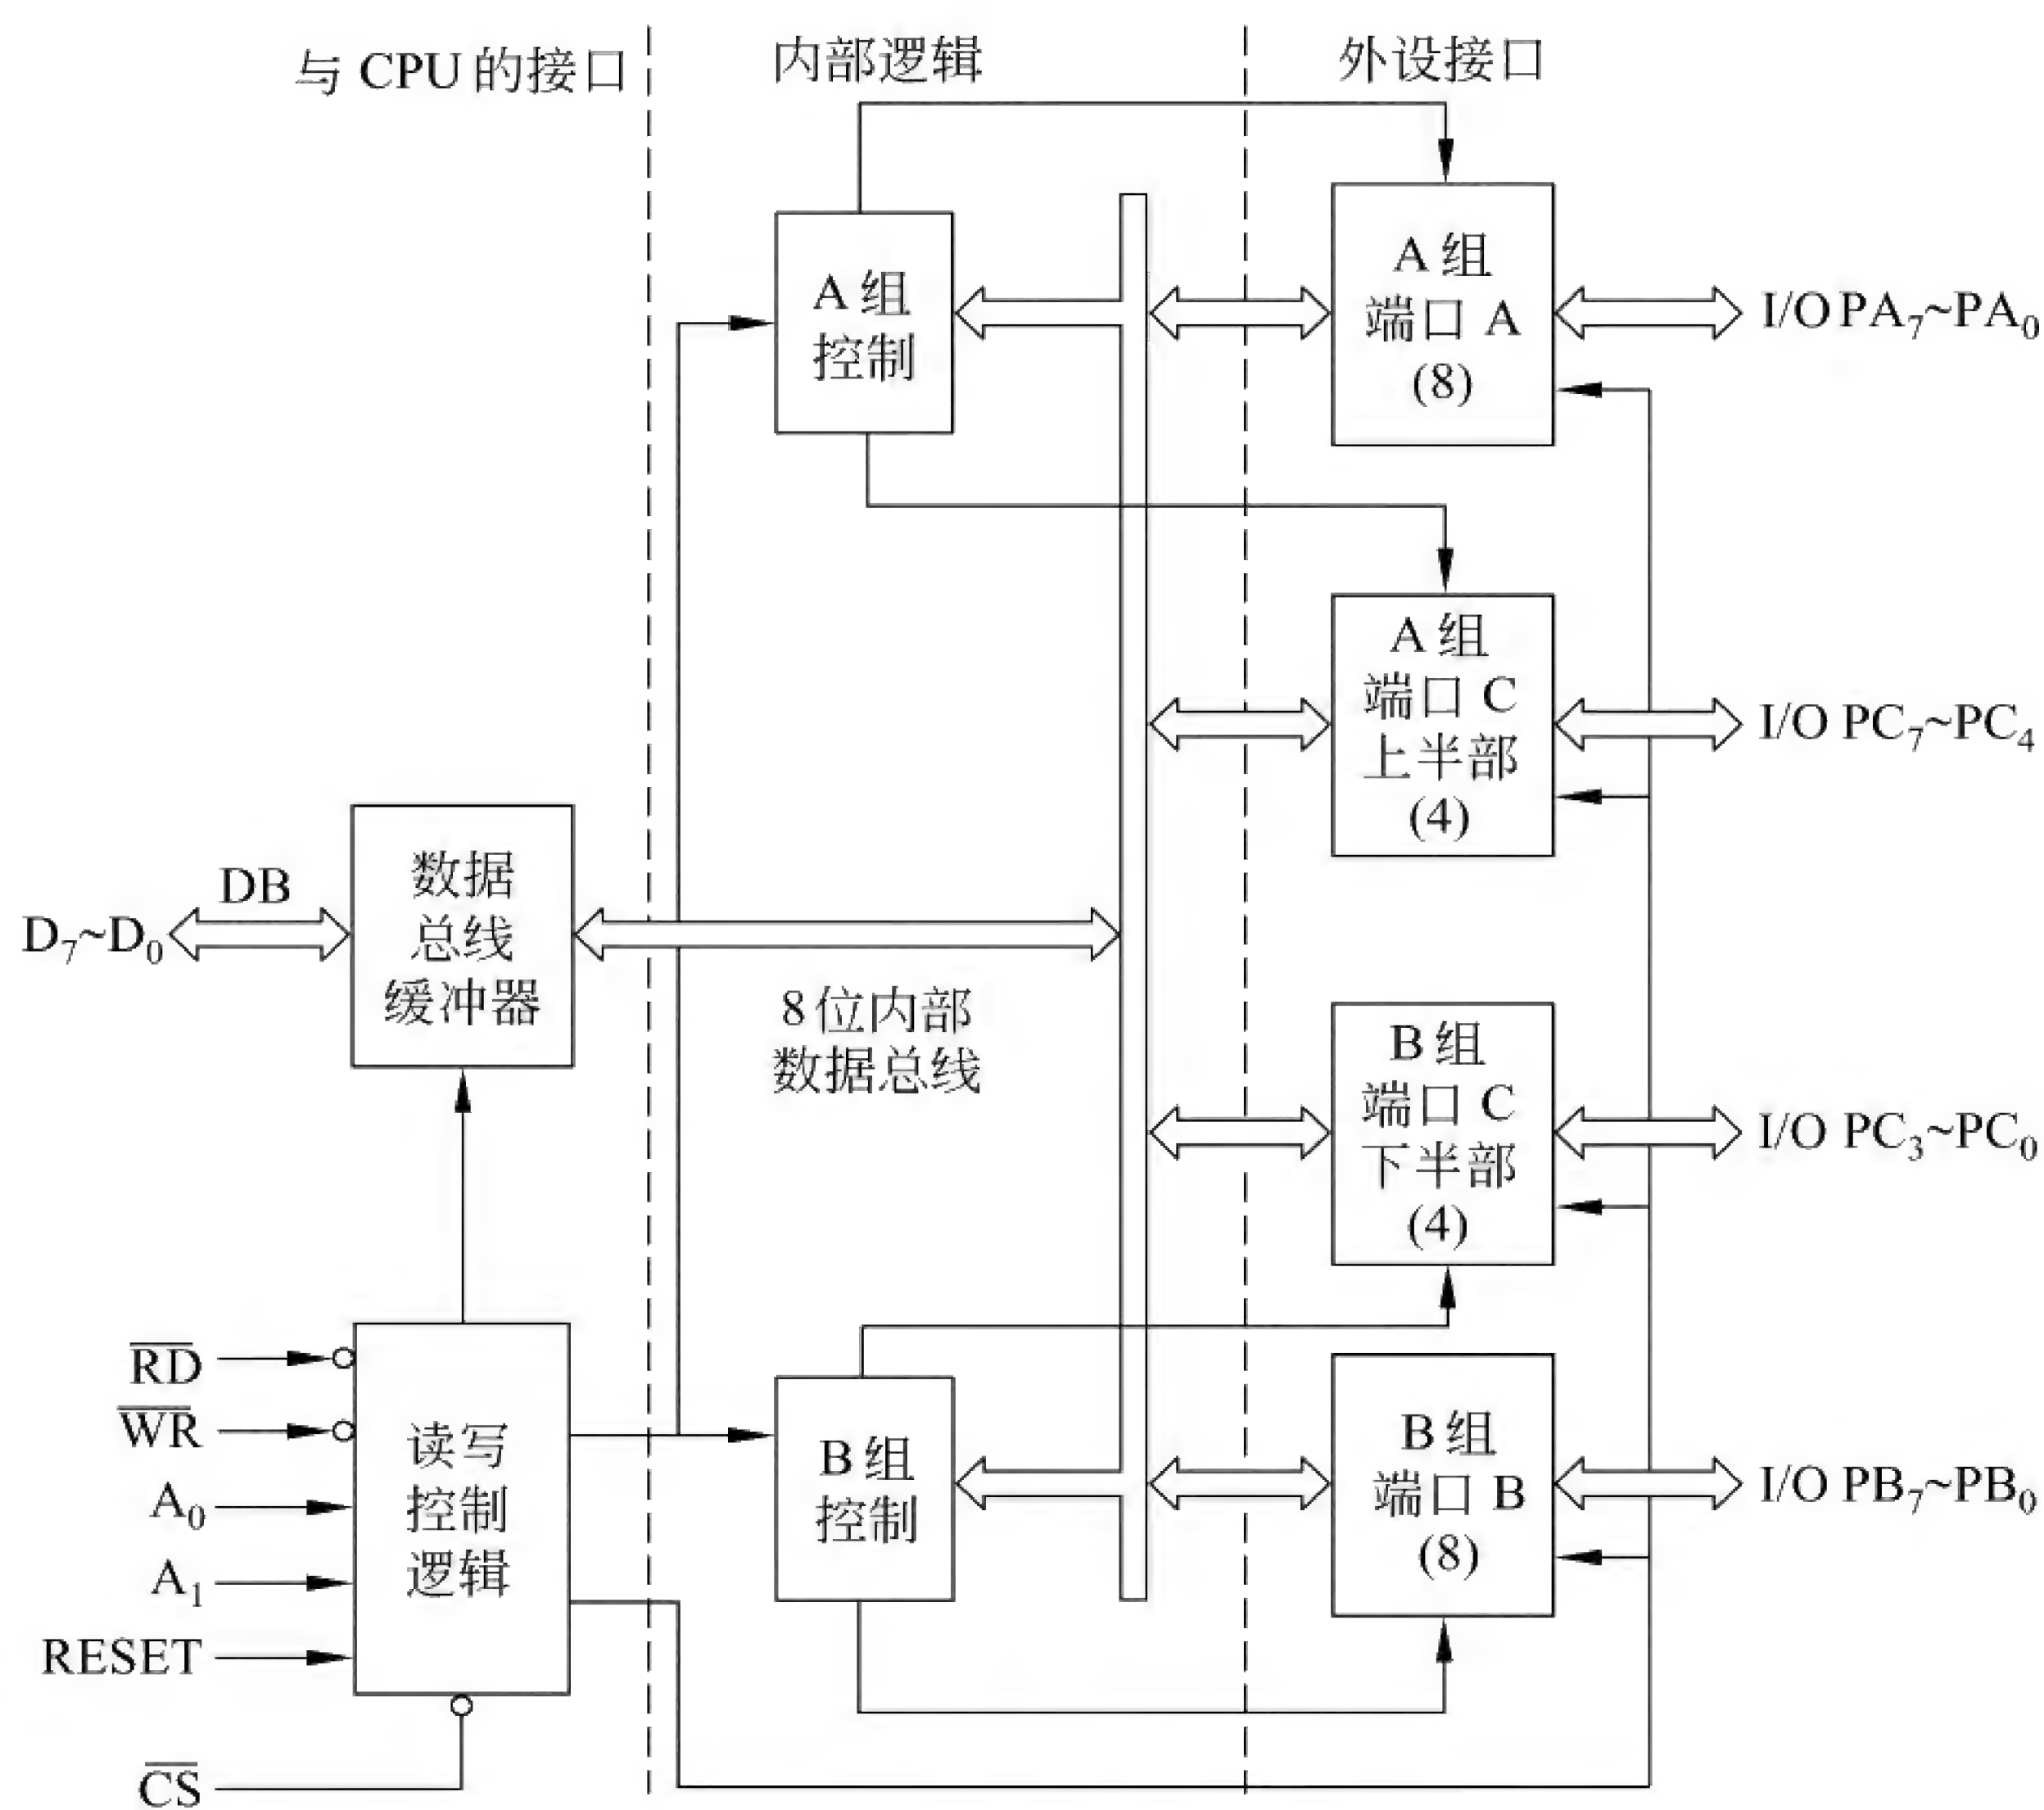 与 CPU 的接口
内部逻辑
外设接口
A 组
控制
A 组
端口 A
(8)
I/O PA₇~PA₀
A 组
端口 C
上半部
(4)
I/O PC₇~PC₄
DB
D₇~D₀
数据
总线
缓冲器
8 位内部
数据总线
B 组
端口 C
下半部
(4)
I/O PC₃~PC₀
R̅D̅
W̅R̅
A₀
A₁
RESET
C̅S̅
读写
控制
逻辑
B 组
控制
B 组
端口 B
(8)
I/O PB₇~PB₀